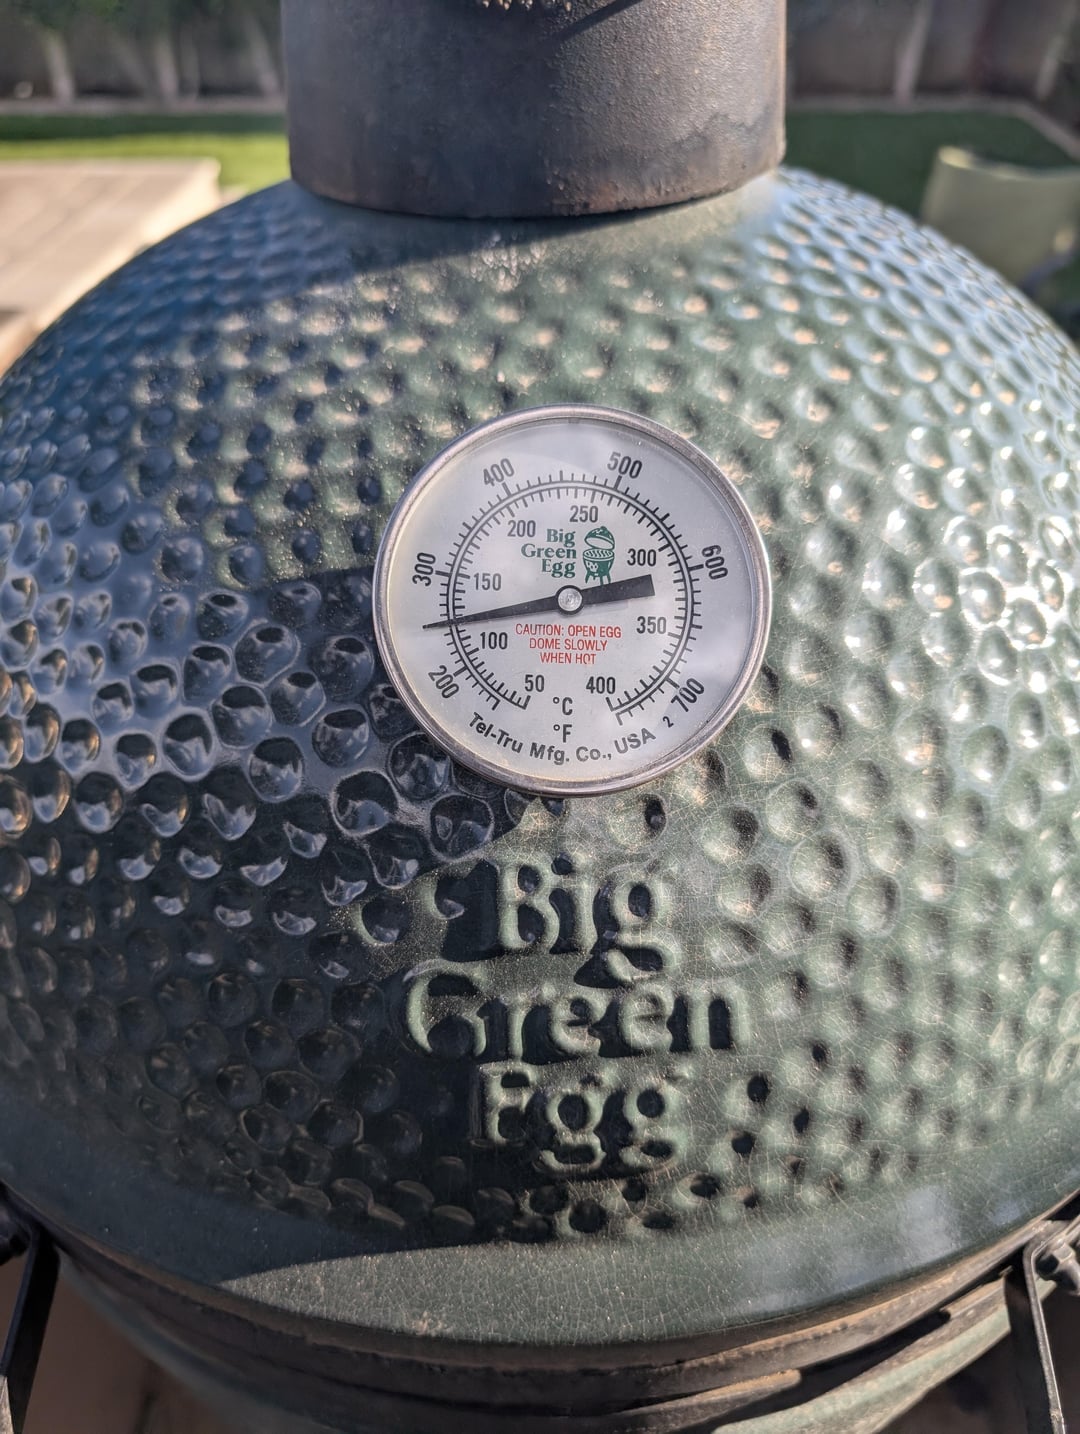 400
500
300
600
200
700
200
250
150
300
100
350
50
400
Big
Green
Egg
CAUTION: OPEN EGG
DOME SLOWLY
WHEN HOT
°C
°F
Tel-Tru Mfg. Co., USA 2
Big
Green
Egg